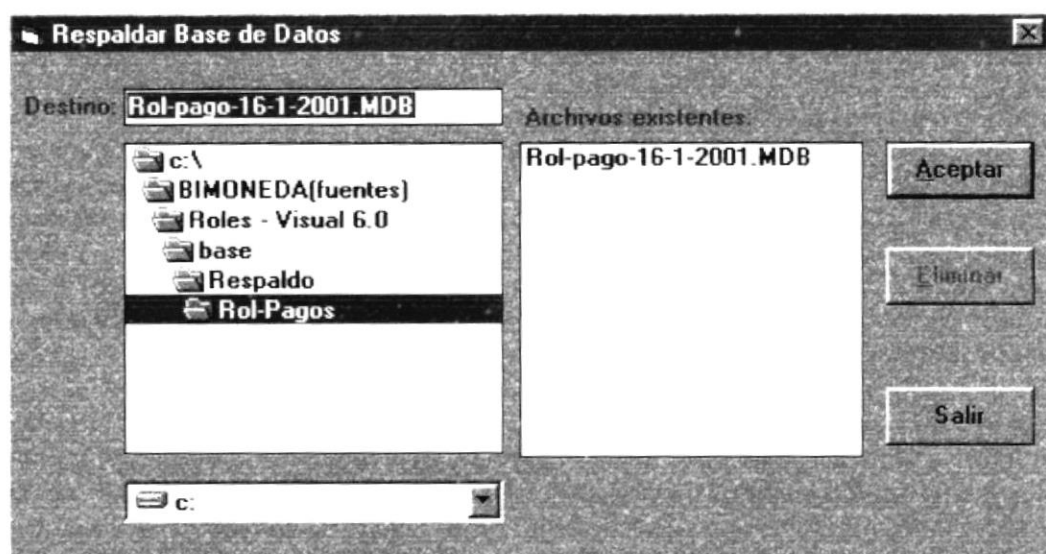 Respaldar Base de Datos
Destino: Rol-pago-16-1-2001.MDB
Archivos existentes:
c:\
BIMONEDA(fuentes)
Roles - Visual 6.0
base
Respaldo
Rol-Pagos
Rol-pago-16-1-2001.MDB
Aceptar
Eliminar
Salir
c: